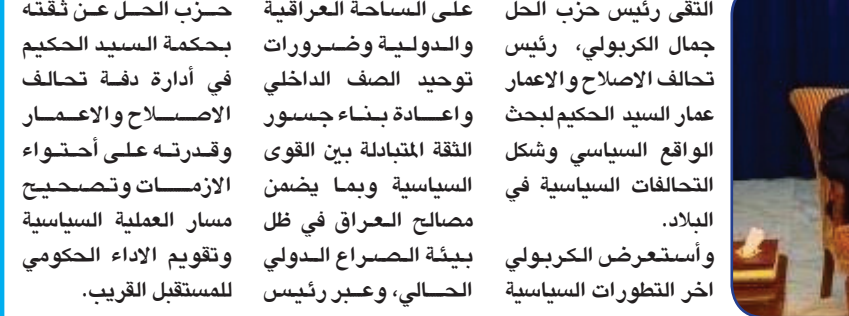 التقى رئيس حزب الحل
جمال الكربولي، رئيس
تحالف الاصلاح والاعمار
عمار السيد الحكيم لبحث
الواقع السياسي وشكل
التحالفات السياسية في
البلاد.
وأستعرض الكربولي
اخر التطورات السياسية
على الساحة العراقية
والدولية وضرورات
توحيد الصف الداخلي
واعادة بناء جسور
الثقة المتبادلة بين القوى
السياسية وبما يضمن
مصالح العراق في ظل
بيئة الصراع الدولي
الحالي، وعبر رئيس
حزب الحل عن ثقته
بحكمة السيد الحكيم
في أدارة دفة تحالف
الاصلاح والاعمار
وقدرته على أحتواء
الازمات وتصحيح
مسار العملية السياسية
وتقويم الاداء الحكومي
للمستقبل القريب.